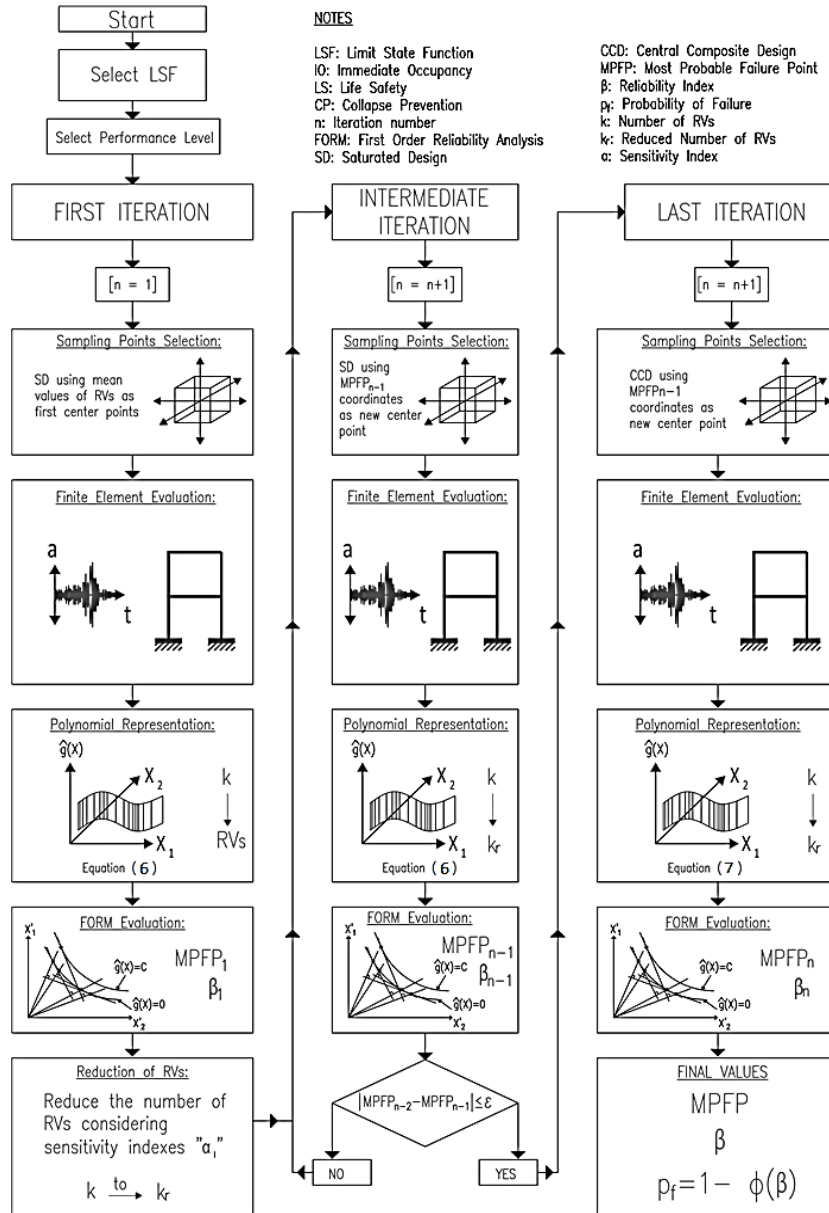 Start
Select LSF
Select Performance Level
NOTES
LSF: Limit State Function
IO: Immediate Occupancy
LS: Life Safety
CP: Collapse Prevention
n: Iteration number
FORM: First Order Reliability Analysis
SD: Saturated Design
CCD: Central Composite Design
MPFP: Most Probable Failure Point
β: Reliability Index
pf: Probability of Failure
k: Number of RVs
kr: Reduced Number of RVs
α: Sensitivity Index
FIRST ITERATION
[n = 1]
Sampling Points Selection:
SD using mean
values of RVs as
first center points
Finite Element Evaluation:
a
t
Polynomial Representation:
ĝ(X)
X2
X1
k
RVs
Equation (6)
FORM Evaluation:
X'1
MPFP1
β1
ĝ(X)=C
ĝ(X)=0
X'2
Reduction of RVs:
Reduce the number of
RVs considering
sensitivity indexes "αi"
k to kr
INTERMEDIATE
ITERATION
[n = n+1]
Sampling Points Selection:
SD using
MPFPn-1
coordinates
as new center
point
Finite Element Evaluation:
a
t
Polynomial Representation:
ĝ(X)
X2
X1
k
kr
Equation (6)
FORM Evaluation:
X'1
MPFPn-1
βn-1
ĝ(X)=C
ĝ(X)=0
X'2
|MPFPn-2-MPFPn-1|≤ε
NO
YES
LAST ITERATION
[n = n+1]
Sampling Points Selection:
CCD using
MPFPn-1
coordinates as
new center point
Finite Element Evaluation:
a
t
Polynomial Representation:
ĝ(X)
X2
X1
k
kr
Equation (7)
FORM Evaluation:
X'1
MPFPn
βn
ĝ(X)=C
ĝ(X)=0
X'2
FINAL VALUES
MPFP
β
pf=1- ϕ(β)